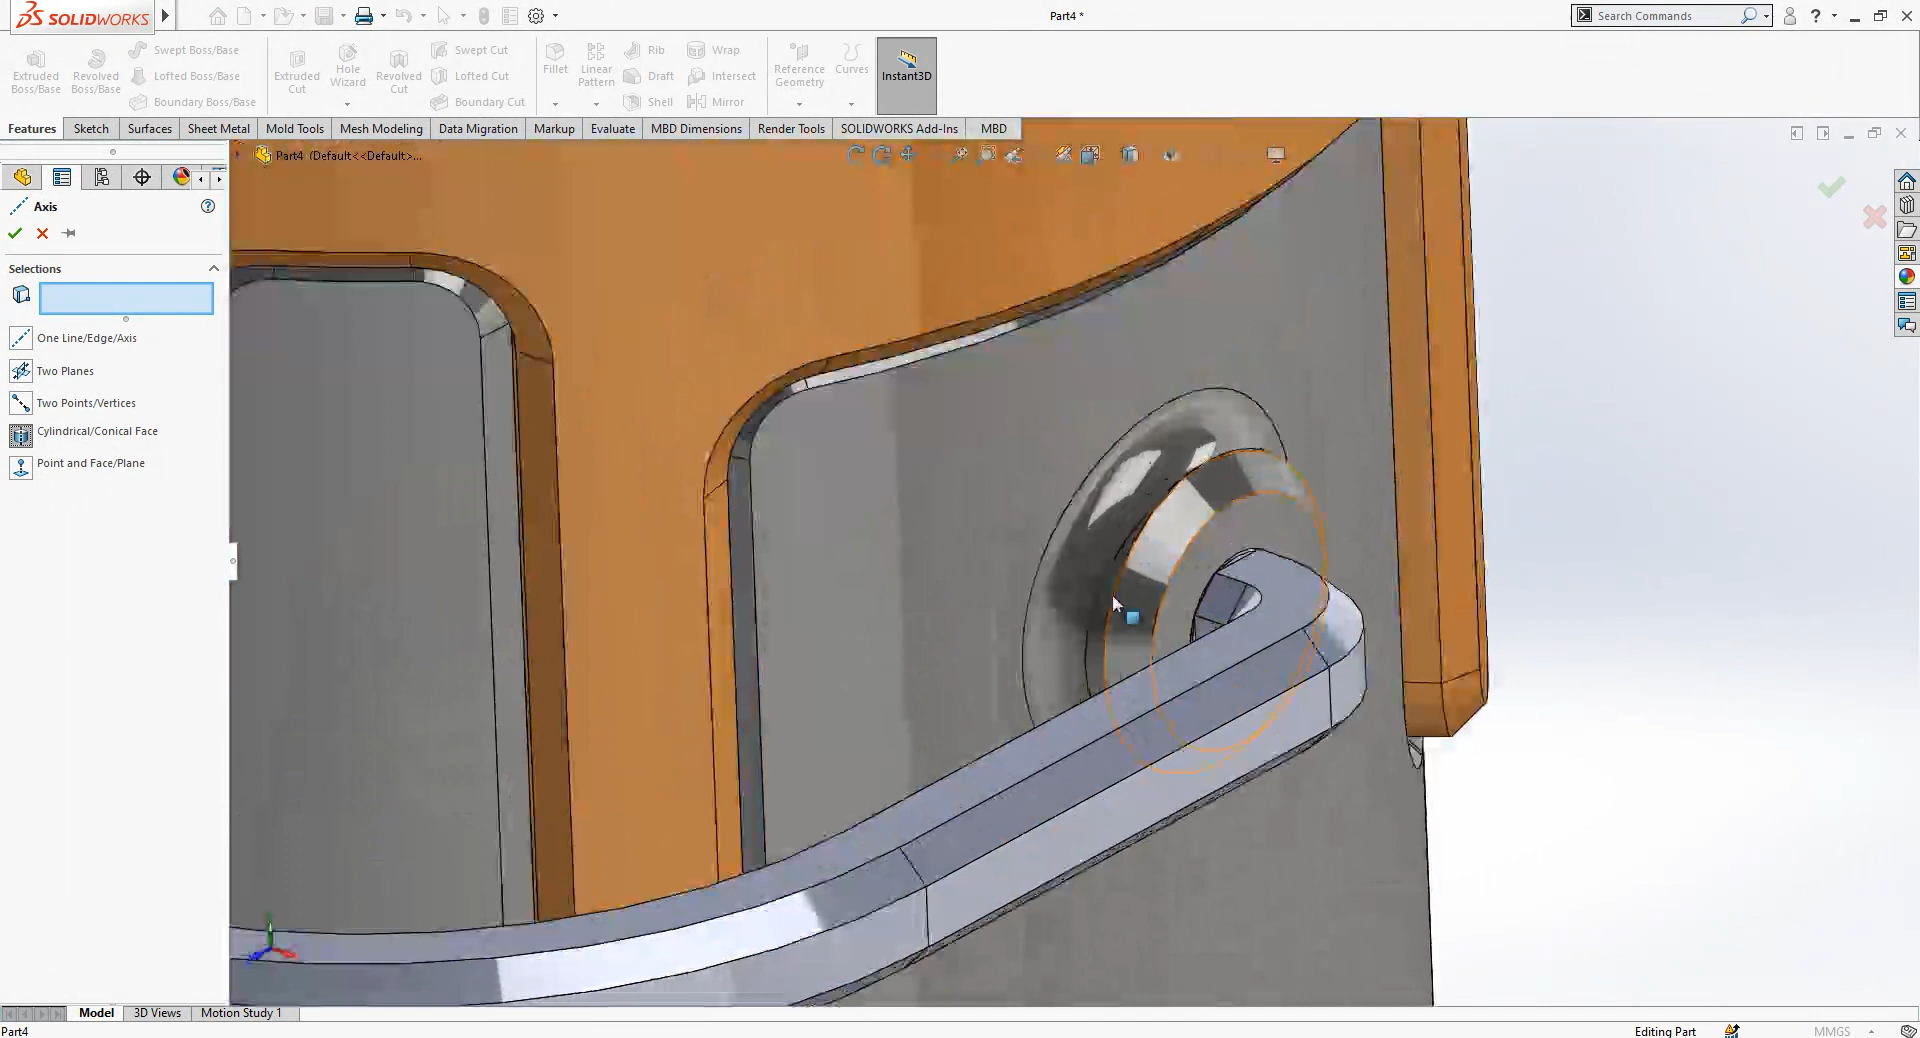 SOLIDWORKS
Part4 *
Search Commands
Extruded Boss/Base
Revolved Boss/Base
Swept Boss/Base
Lofted Boss/Base
Boundary Boss/Base
Extruded Cut
Hole Wizard
Revolved Cut
Swept Cut
Lofted Cut
Boundary Cut
Fillet
Linear Pattern
Rib
Draft
Shell
Wrap
Intersect
Mirror
Reference Geometry
Curves
Instant3D
Features
Sketch
Surfaces
Sheet Metal
Mold Tools
Mesh Modeling
Data Migration
Markup
Evaluate
MBD Dimensions
Render Tools
SOLIDWORKS Add-Ins
MBD
Part4 (Default<<Default>...
Axis
Selections
One Line/Edge/Axis
Two Planes
Two Points/Vertices
Cylindrical/Conical Face
Point and Face/Plane
Model
3D Views
Motion Study 1
Part4
Editing Part
MMGS